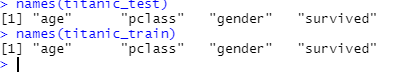 > names(titanic_test)
[1] "age"      "pclass"   "gender"   "survived"
> names(titanic_train)
[1] "age"      "pclass"   "gender"   "survived"
>